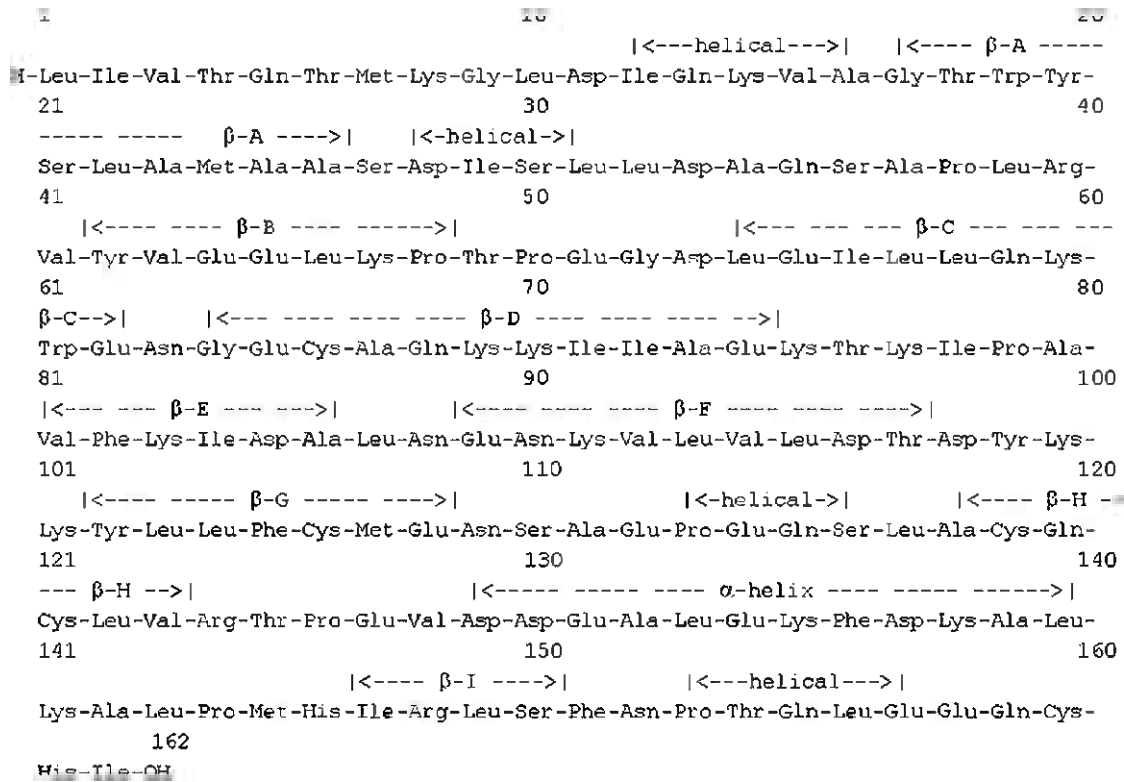 1 10 20
|<---helical--->| |<---- β-A -----
H-Leu-Ile-Val-Thr-Gln-Thr-Met-Lys-Gly-Leu-Asp-Ile-Gln-Lys-Val-Ala-Gly-Thr-Trp-Tyr-
21 30 40
----- ----- β-A ---->| |<-helical->|
Ser-Leu-Ala-Met-Ala-Ala-Ser-Asp-Ile-Ser-Leu-Leu-Asp-Ala-Gln-Ser-Ala-Pro-Leu-Arg-
41 50 60
|<---- ---- β-B ---- ------>| |<--- --- --- β-C --- --- ---
Val-Tyr-Val-Glu-Glu-Leu-Lys-Pro-Thr-Pro-Glu-Gly-Asp-Leu-Glu-Ile-Leu-Leu-Gln-Lys-
61 70 80
β-C-->| |<--- ---- ---- ---- β-D ---- ---- ---- -->|
Trp-Glu-Asn-Gly-Glu-Cys-Ala-Gln-Lys-Lys-Ile-Ile-Ala-Glu-Lys-Thr-Lys-Ile-Pro-Ala-
81 90 100
|<--- --- β-E --- --->| |<---- ---- ---- β-F ---- ---- ---->|
Val-Phe-Lys-Ile-Asp-Ala-Leu-Asn-Glu-Asn-Lys-Val-Leu-Val-Leu-Asp-Thr-Asp-Tyr-Lys-
101 110 120
|<---- ----- β-G ----- ---->| |<-helical->| |<---- β-H -
Lys-Tyr-Leu-Leu-Phe-Cys-Met-Glu-Asn-Ser-Ala-Glu-Pro-Glu-Gln-Ser-Leu-Ala-Cys-Gln-
121 130 140
--- β-H -->| |<----- ----- ---- α-helix ---- ----- ------>|
Cys-Leu-Val-Arg-Thr-Pro-Glu-Val-Asp-Asp-Glu-Ala-Leu-Glu-Lys-Phe-Asp-Lys-Ala-Leu-
141 150 160
|<---- β-I ---->| |<---helical--->|
Lys-Ala-Leu-Pro-Met-His-Ile-Arg-Leu-Ser-Phe-Asn-Pro-Thr-Gln-Leu-Glu-Glu-Gln-Cys-
162
His-Ile-OH